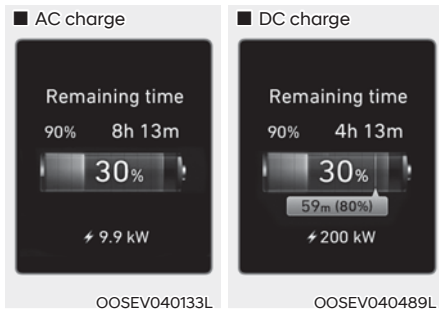 ■ AC charge
Remaining time
90% 8h 13m
30%
9.9 kW
OOSEV040133L
■ DC charge
Remaining time
90% 4h 13m
30%
59m (80%)
200 kW
OOSEV040489L